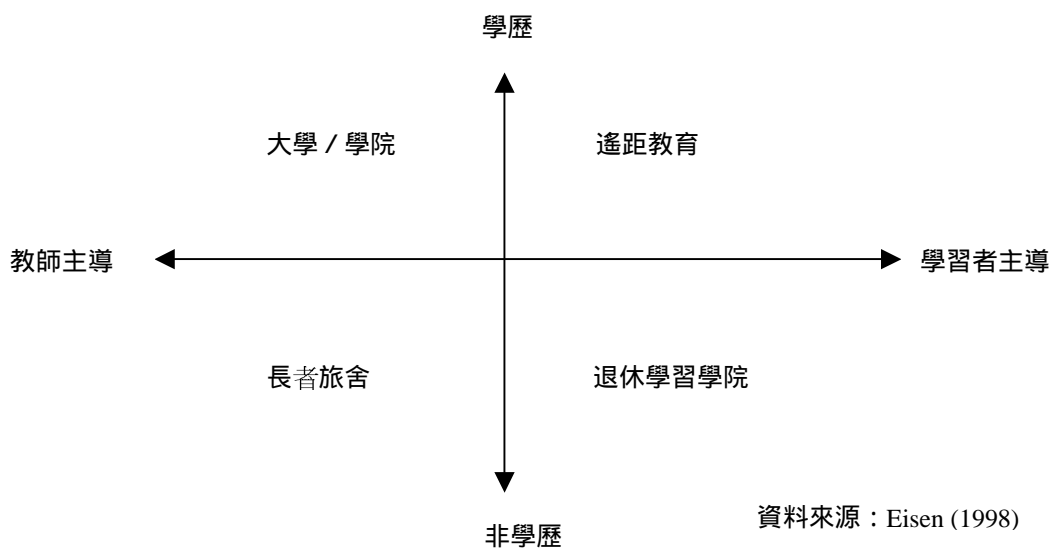 學歷
大學 / 學院 遙距教育
教師主導 學習者主導
長者旅舍 退休學習學院
非學歷
資料來源：Eisen (1998)